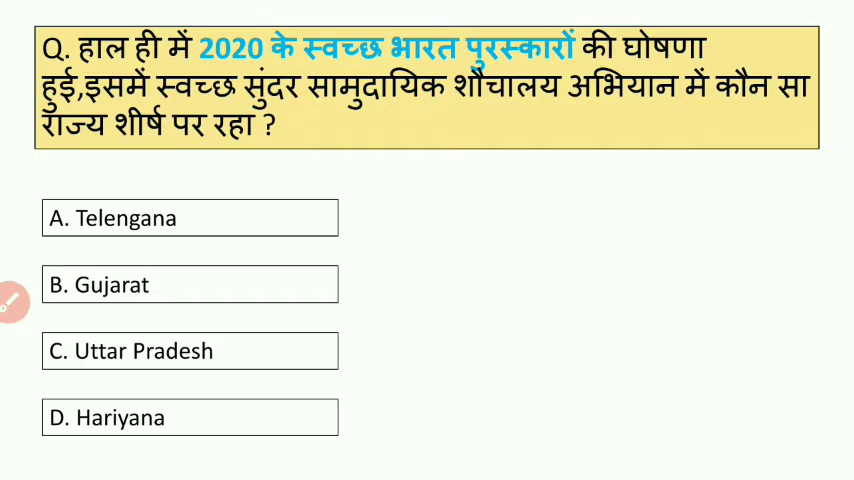 Q. हाल ही में 2020 के स्वच्छ भारत पुरस्कारों की घोषणा
हुई,इसमें स्वच्छ सुंदर सामुदायिक शौचालय अभियान में कौन सा
राज्य शीर्ष पर रहा ?
A. Telengana
B. Gujarat
C. Uttar Pradesh
D. Hariyana